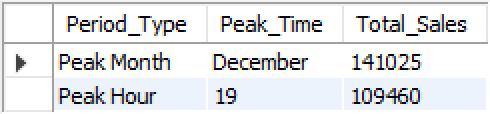 Period_Type Peak_Time Total_Sales
Peak Month December 141025
Peak Hour 19 109460